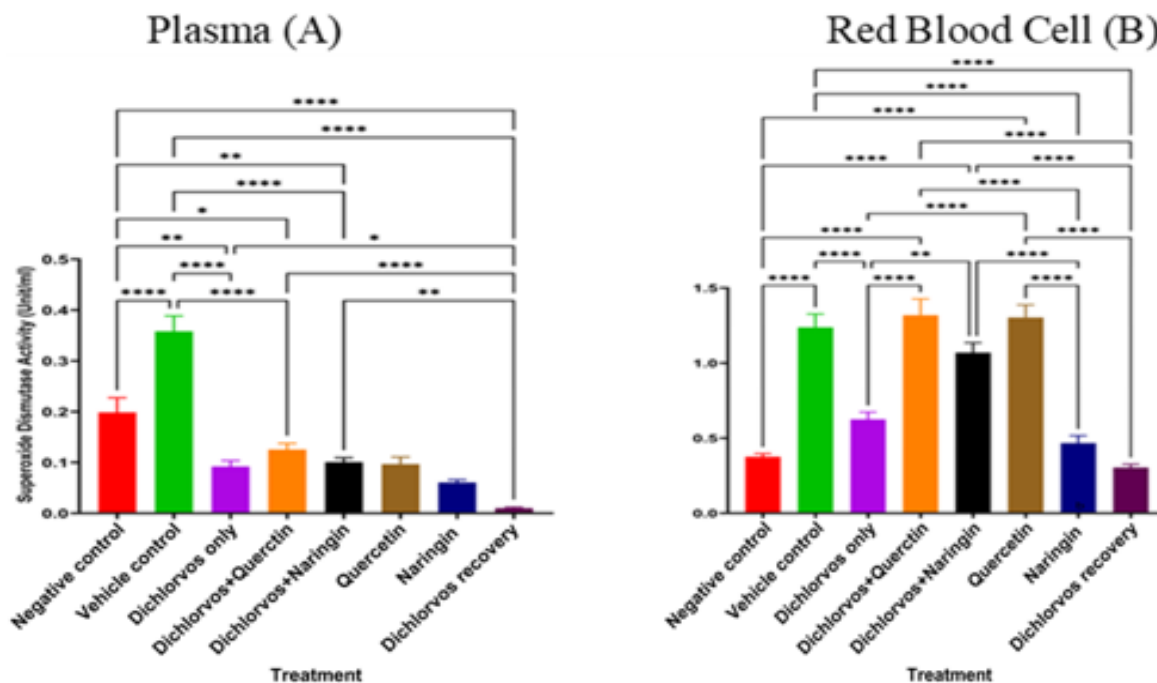 Plasma (A)
Red Blood Cell (B)
****
****
**
****
*
** *
**** ****
**** **** **
Superoxide Dismutase Activity (Unit/ml)
0.5
0.4
0.3
0.2
0.1
0.0
Negative control
Vehicle control
Dichlorvos only
Dichlorvos+Querctin
Dichlorvos+Naringin
Quercetin
Naringin
Dichlorvos recovery
Treatment
****
****
****
****
**** ****
****
****
**** ****
**** ** ****
**** **** ****
1.5
1.0
0.5
0.0
Negative control
Vehicle control
Dichlorvos only
Dichlorvos+Querctin
Dichlorvos+Naringin
Quercetin
Naringin
Dichlorvos recovery
Treatment